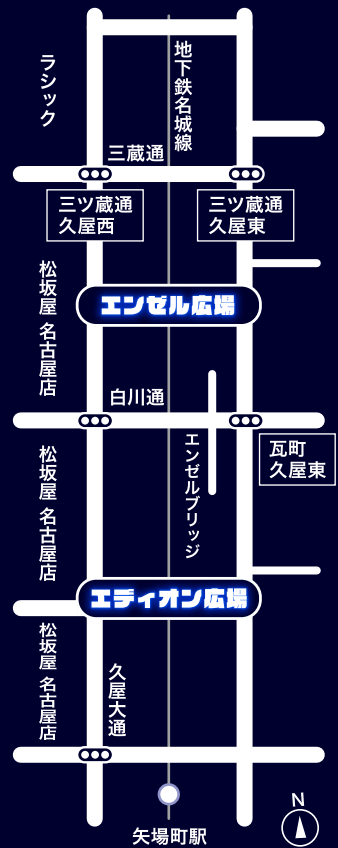 ラシック
地下鉄名城線
三蔵通
三ツ蔵通
久屋西
三ツ蔵通
久屋東
松坂屋 名古屋店
エンゼル広場
白川通
瓦町
久屋東
松坂屋 名古屋店
エンゼルブリッジ
エディオン広場
松坂屋 名古屋店
久屋大通
N
矢場町駅